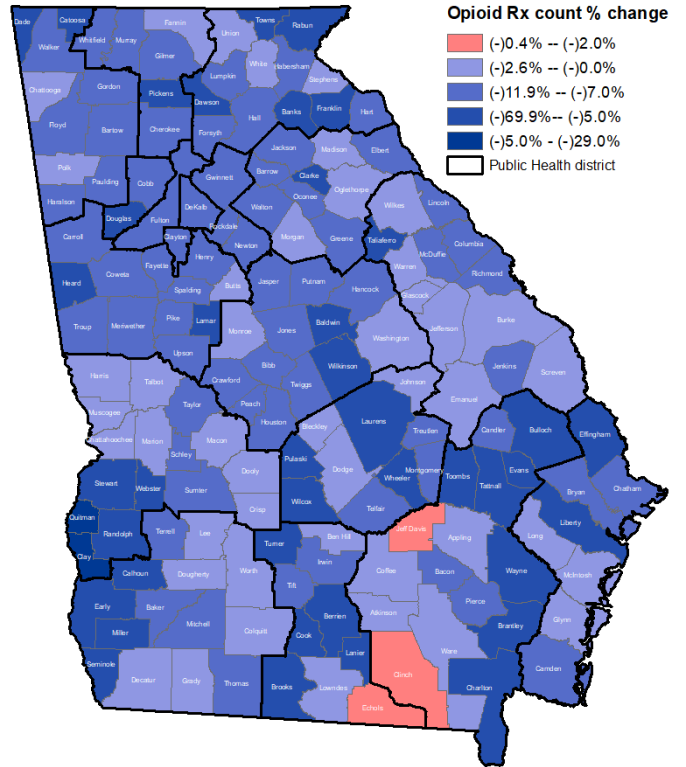 Opioid Rx count % change
(-)0.4% -- (-)2.0%
(-)2.6% -- (-)0.0%
(-)11.9% -- (-)7.0%
(-)69.9%-- (-)5.0%
(-)5.0% - (-)29.0%
Public Health district
Dade
Catoosa
Fannin
Towns
Rabun
Walker
Whitfield
Murray
Union
Gilmer
White
Habersham
Lumpkin
Stephens
Chattooga
Gordon
Pickens
Dawson
Banks
Franklin
Hart
Floyd
Bartow
Cherokee
Forsyth
Hall
Polk
Jackson
Madison
Elbert
Paulding
Cobb
Gwinnett
Barrow
Clarke
Oglethorpe
Haralson
Douglas
Fulton
DeKalb
Walton
Oconee
Wilkes
Lincoln
Carroll
Clayton
Rockdale
Newton
Morgan
Greene
Taliaferro
Columbia
McDuffie
Heard
Coweta
Fayette
Henry
Warren
Richmond
Spalding
Butts
Jasper
Putnam
Hancock
Glascock
Troup
Meriwether
Pike
Lamar
Monroe
Jones
Baldwin
Washington
Jefferson
Burke
Upson
Harris
Talbot
Crawford
Bibb
Twiggs
Wilkinson
Johnson
Jenkins
Screven
Muscogee
Taylor
Peach
Houston
Emanuel
Chattahoochee
Marion
Macon
Bleckley
Laurens
Treutlen
Candler
Bulloch
Effingham
Schley
Dooly
Pulaski
Dodge
Stewart
Webster
Sumter
Crisp
Wilcox
Wheeler
Montgomery
Toombs
Tattnall
Evans
Bryan
Chatham
Quitman
Randolph
Terrell
Lee
Turner
Ben Hill
Telfair
Jeff Davis
Appling
Long
Liberty
Clay
Calhoun
Dougherty
Worth
Irwin
Coffee
Bacon
Wayne
McIntosh
Early
Baker
Mitchell
Tift
Berrien
Atkinson
Pierce
Miller
Colquitt
Cook
Ware
Brantley
Glynn
Seminole
Decatur
Grady
Thomas
Brooks
Lowndes
Lanier
Clinch
Charlton
Camden
Echols